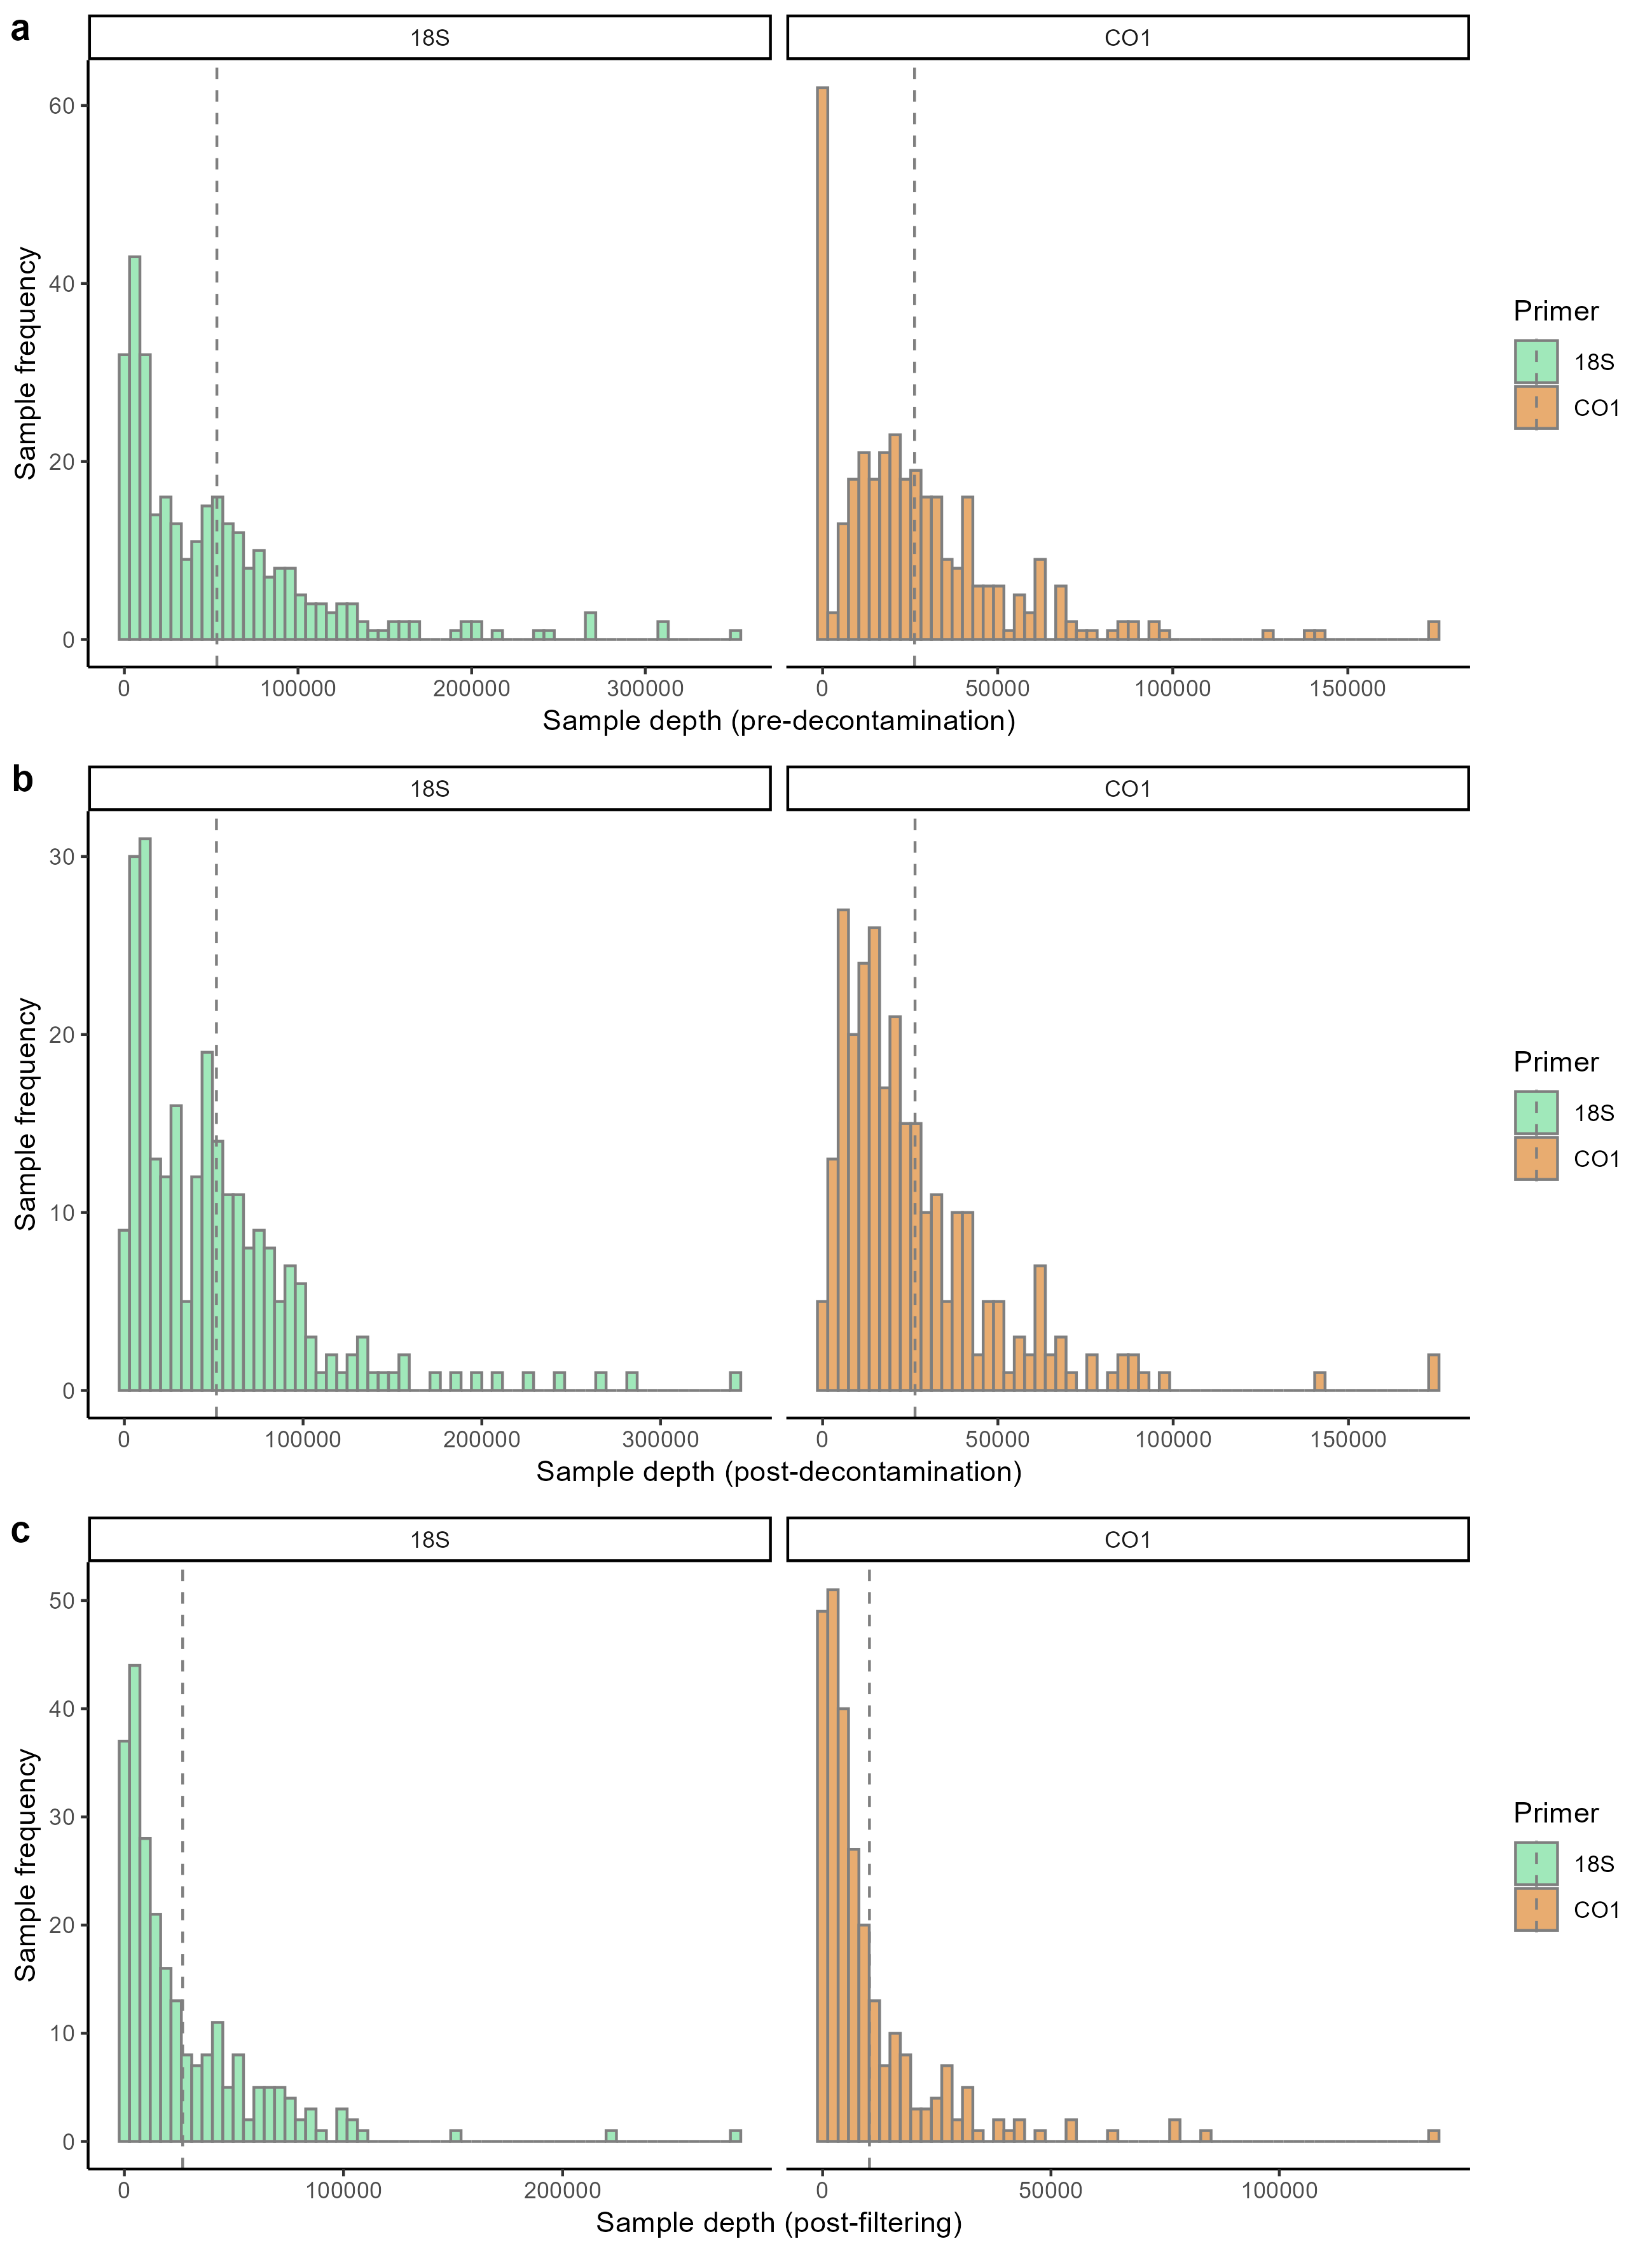 a
18S
CO1
60
40
20
0
Sample frequency
0 100000 200000 300000
0 50000 100000 150000
Sample depth (pre-decontamination)
Primer
18S
CO1
b
18S
CO1
30
20
10
0
Sample frequency
0 100000 200000 300000
0 50000 100000 150000
Sample depth (post-decontamination)
Primer
18S
CO1
c
18S
CO1
50
40
30
20
10
0
Sample frequency
0 100000 200000
0 50000 100000
Sample depth (post-filtering)
Primer
18S
CO1